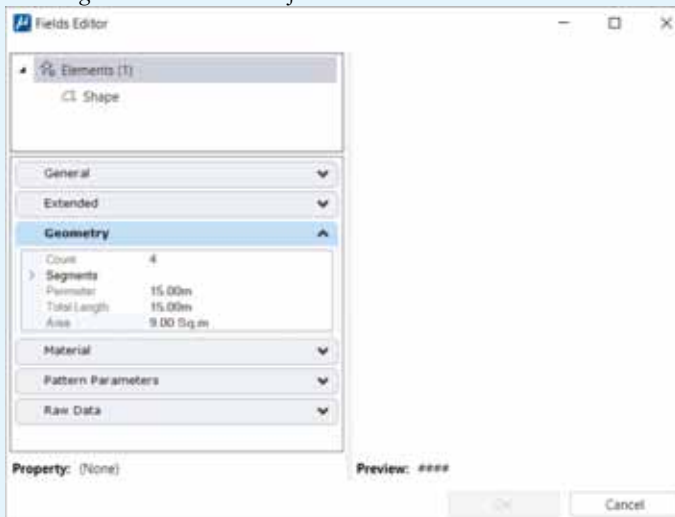 Fields Editor
Elements (1)
Shape
General
Extended
Geometry
Count 4
Segments
Perimeter 15.00m
Total Length 15.00m
Area 9.00 Sq.m
Material
Pattern Parameters
Raw Data
Property: (None)
Preview: ####
OK
Cancel